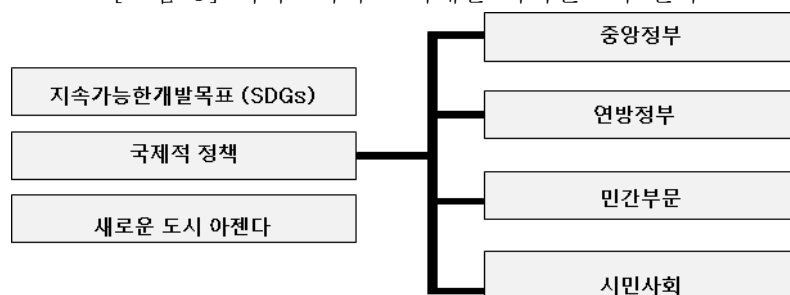 지속가능한개발목표 (SDGs)
국제적 정책
새로운 도시 아젠다
중앙정부
연방정부
민간부문
시민사회